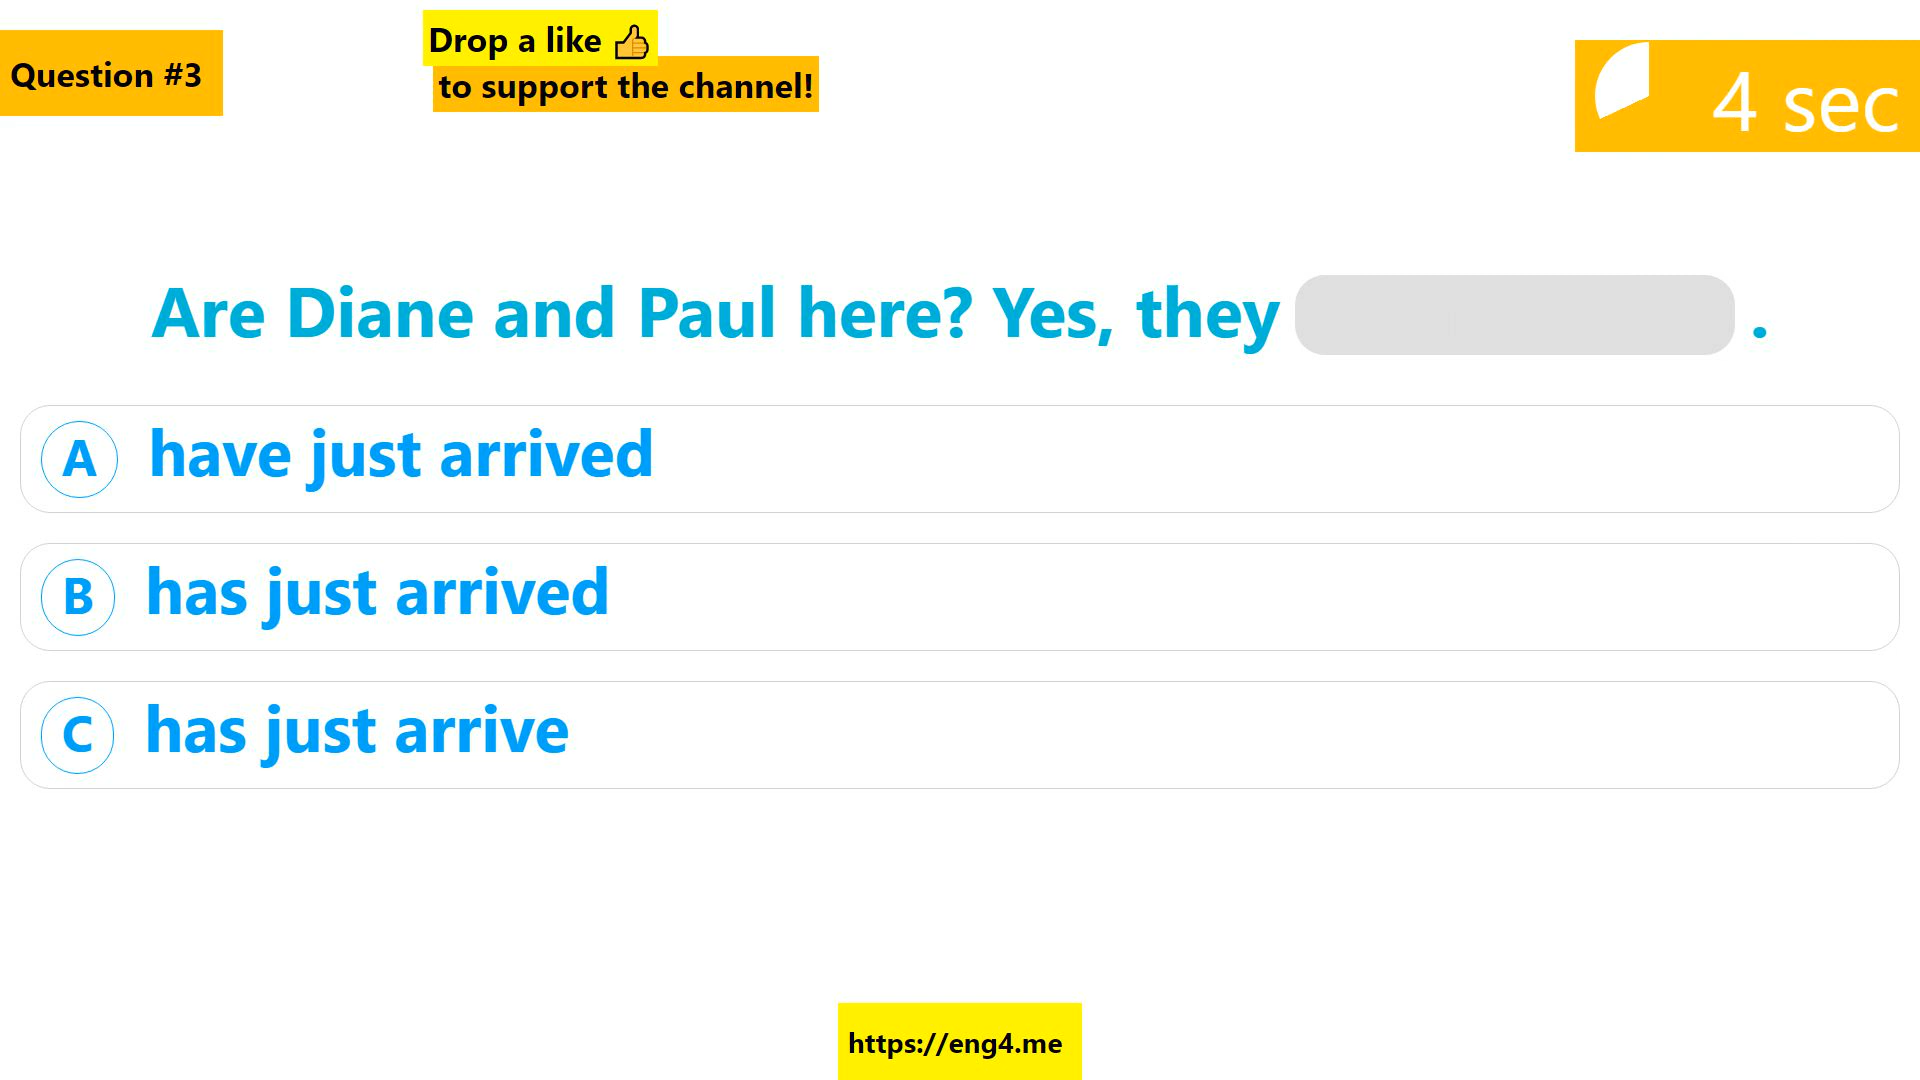 Question #3
Drop a like 👍
to support the channel!
4 sec
Are Diane and Paul here? Yes, they .
A have just arrived
B has just arrived
C has just arrive
https://eng4.me